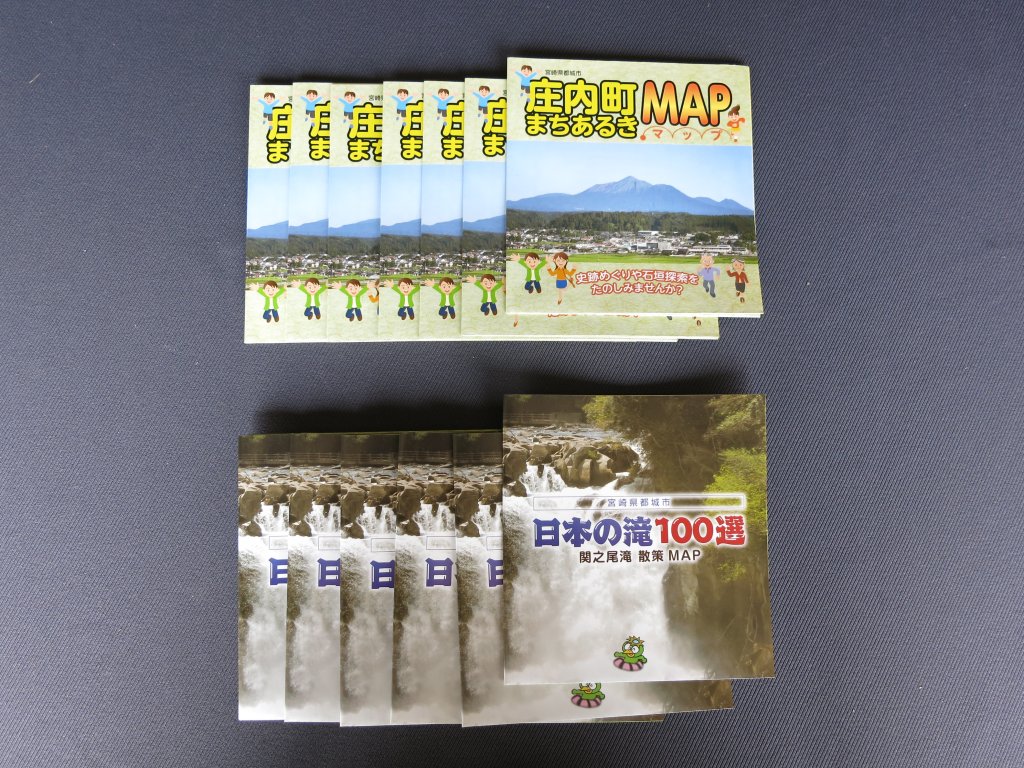 宮崎県都城市
庄内町
まちあるき
MAP
マップ
史跡めぐりや石垣探索を
たのしみませんか?
宮崎県都城市
日本の滝100選
関之尾滝 散策 MAP